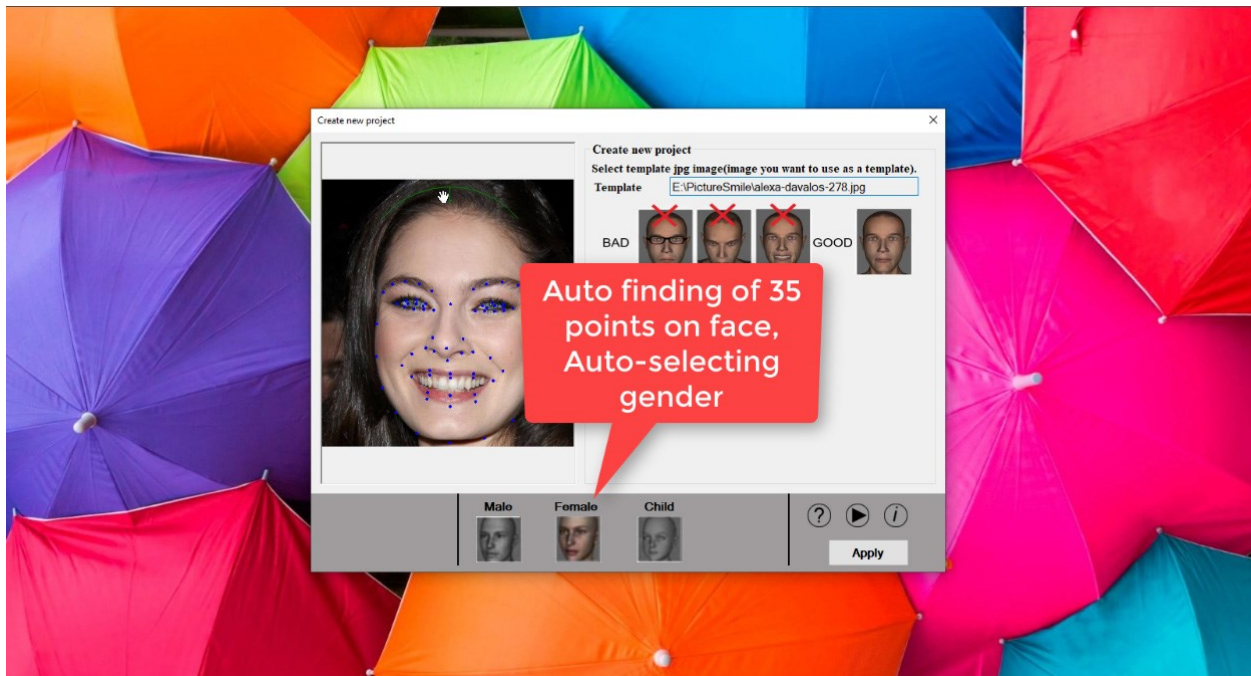 Create new project
Create new project
Select template jpg image(image you want to use as a template).
Template E:\PictureSmile\alexa-davalos-278.jpg
BAD GOOD
Auto finding of 35
points on face,
Auto-selecting
gender
Male Female Child
? i
Apply